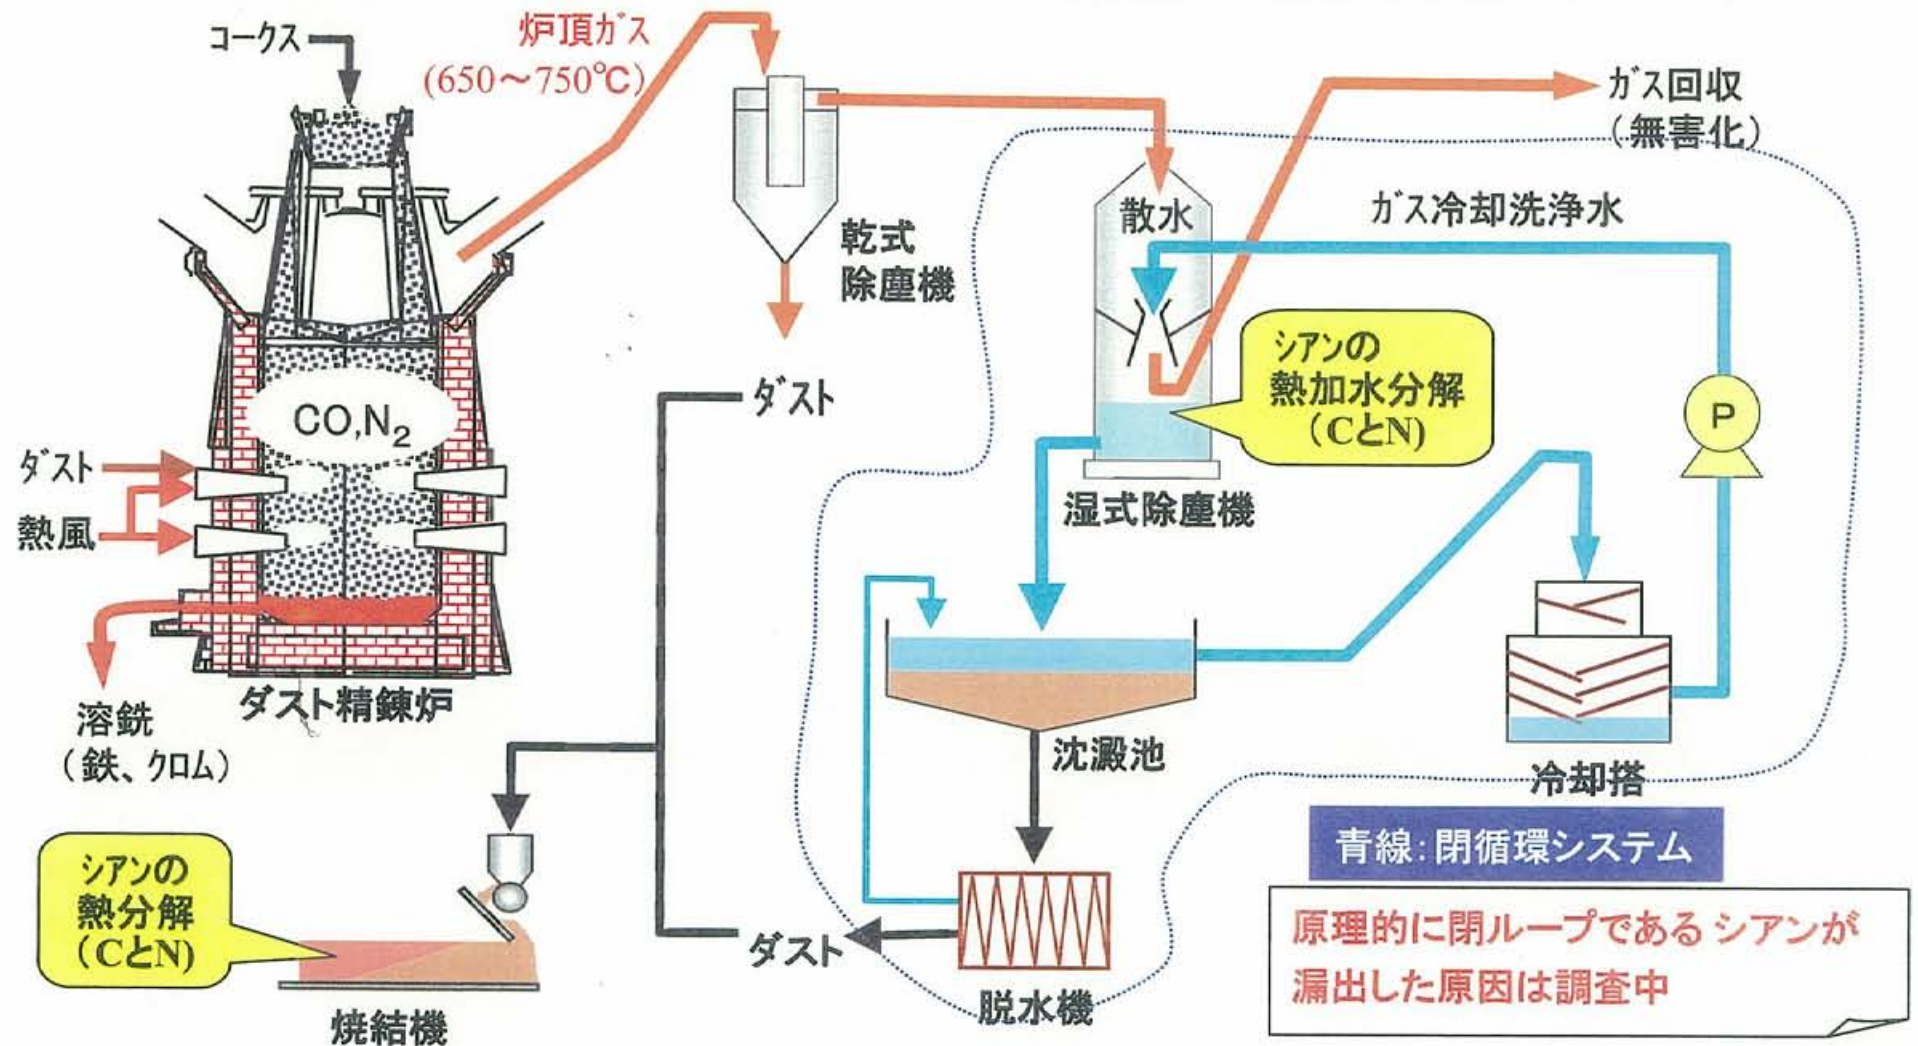 コークス
炉頂ガス
(650～750℃)
ガス回収
(無害化)
散水
ガス冷却洗浄水
乾式
除塵機
シアンの
熱加水分解
(CとN)
CO,N₂
ダスト
P
ダスト
熱風
湿式除塵機
ダスト精錬炉
溶銑
(鉄、クロム)
沈澱池
冷却搭
青線:閉循環システム
シアンの
熱分解
(CとN)
原理的に閉ループである シアンが
漏出した原因は調査中
ダスト
脱水機
焼結機